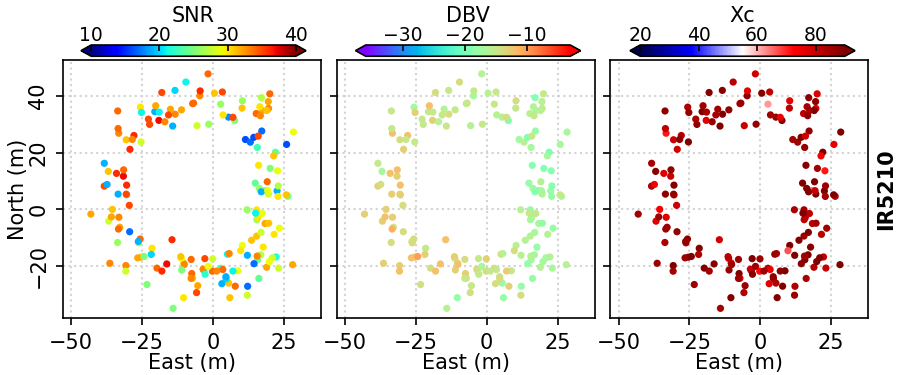 SNR DBV Xc
10 20 30 40 −30 −20 −10 20 40 60 80
North (m)
40
20
0
−20
IR5210
−50 −25 0 25 −50 −25 0 25 −50 −25 0 25
East (m) East (m) East (m)